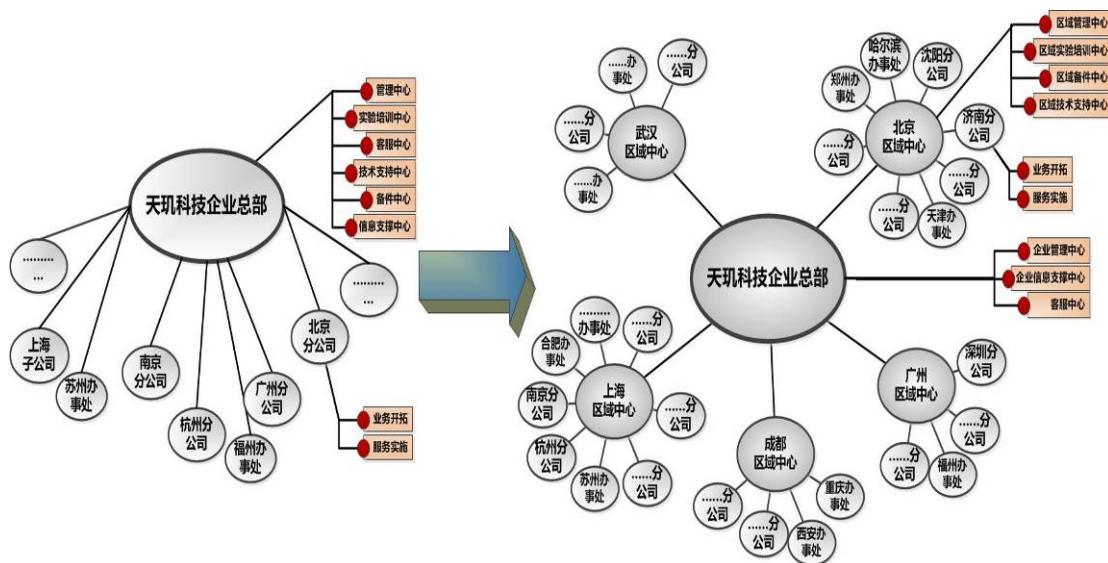 管理中心
实验培训中心
客服中心
技术支持中心
备件中心
信息支撑中心
天玑科技企业总部
………
…
………
…
上海
子公司
苏州办
事处
南京
分公司
杭州分
公司
福州办
事处
广州分
公司
北京
分公司
业务开拓
服务实施
……办
事处
……分
公司
……分
公司
……办
事处
武汉
区域中心
哈尔滨
办事处
沈阳分
公司
郑州办
事处
济南分
公司
……分
公司
北京
区域中心
……分
公司
……分
公司
天津办
事处
区域管理中心
区域实验培训中心
区域备件中心
区域技术支持中心
业务开拓
服务实施
天玑科技企业总部
企业管理中心
企业信息支撑中心
客服中心
………
办事处
……分
公司
合肥办
事处
南京分
公司
上海
区域中心
……分
公司
杭州分
公司
苏州办
事处
……分
公司
成都
区域中心
……分
公司
……分
公司
西安办
事处
重庆办
事处
广州
区域中心
深圳分
公司
……分
公司
……分
公司
福州办
事处